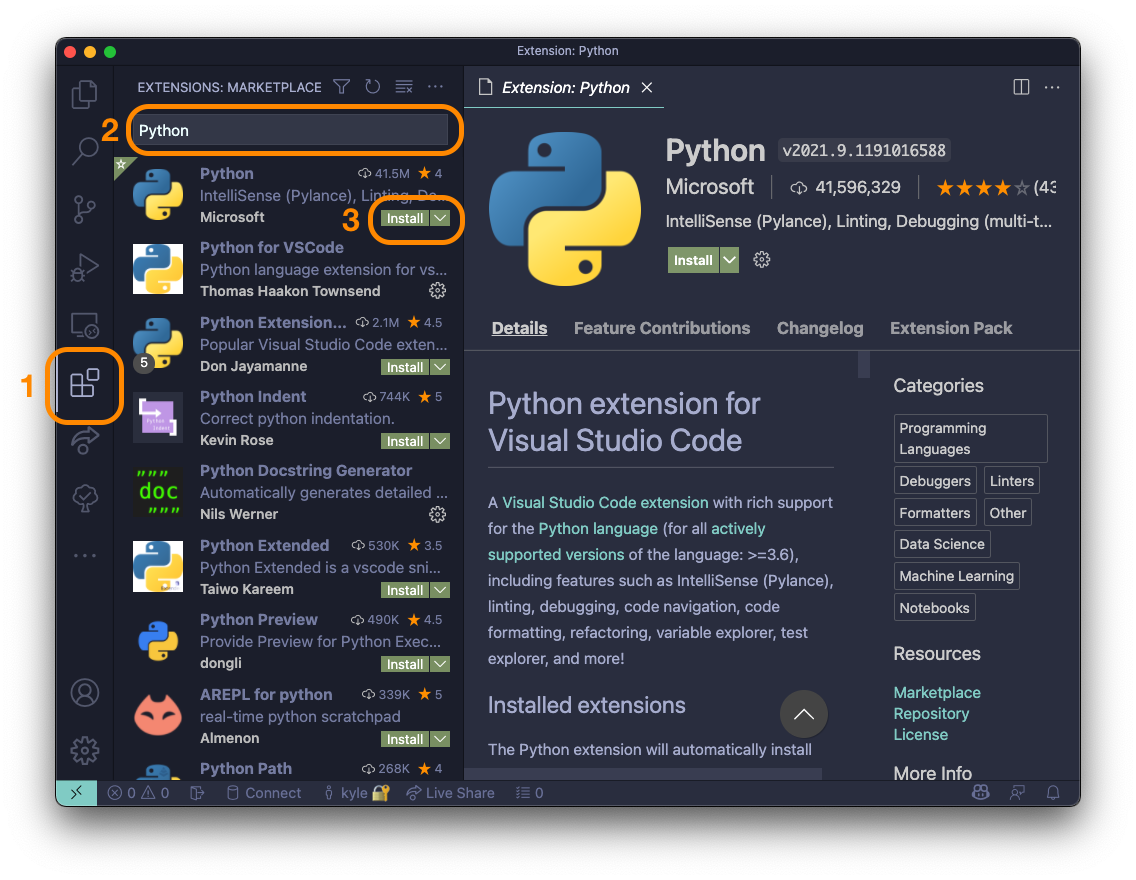 Extension: Python
EXTENSIONS: MARKETPLACE
Extension: Python
2
Python
Python 41.5M 4
IntelliSense (Pylance), Linting, De...
Microsoft Install
3
Python for VSCode
Python language extension for vs...
Thomas Haakon Townsend
Python Extension... 2.1M 4.5
Popular Visual Studio Code exten...
5
Don Jayamanne Install
1
Python Indent 744K 5
Correct python indentation.
Kevin Rose Install
Python
Indent
Python Docstring Generator
Automatically generates detailed ...
Nils Werner
"""
doc
"""
Python Extended 530K 3.5
Python Extended is a vscode sni...
Taiwo Kareem Install
Python Preview 490K 4.5
Provide Preview for Python Exec...
dongli Install
AREPL for python 339K 5
real-time python scratchpad
Almenon Install
Python Path 268K 4
Python v2021.9.1191016588
Microsoft 41,596,329 (43
IntelliSense (Pylance), Linting, Debugging (multi-t...
Install
Details Feature Contributions Changelog Extension Pack
Python extension for
Visual Studio Code
A Visual Studio Code extension with rich support
for the Python language (for all actively
supported versions of the language: >=3.6),
including features such as IntelliSense (Pylance),
linting, debugging, code navigation, code
formatting, refactoring, variable explorer, test
explorer, and more!
Installed extensions
The Python extension will automatically install
Categories
Programming
Languages
Debuggers Linters
Formatters Other
Data Science
Machine Learning
Notebooks
Resources
Marketplace
Repository
License
More Info
0 0 Connect kyle Live Share 0